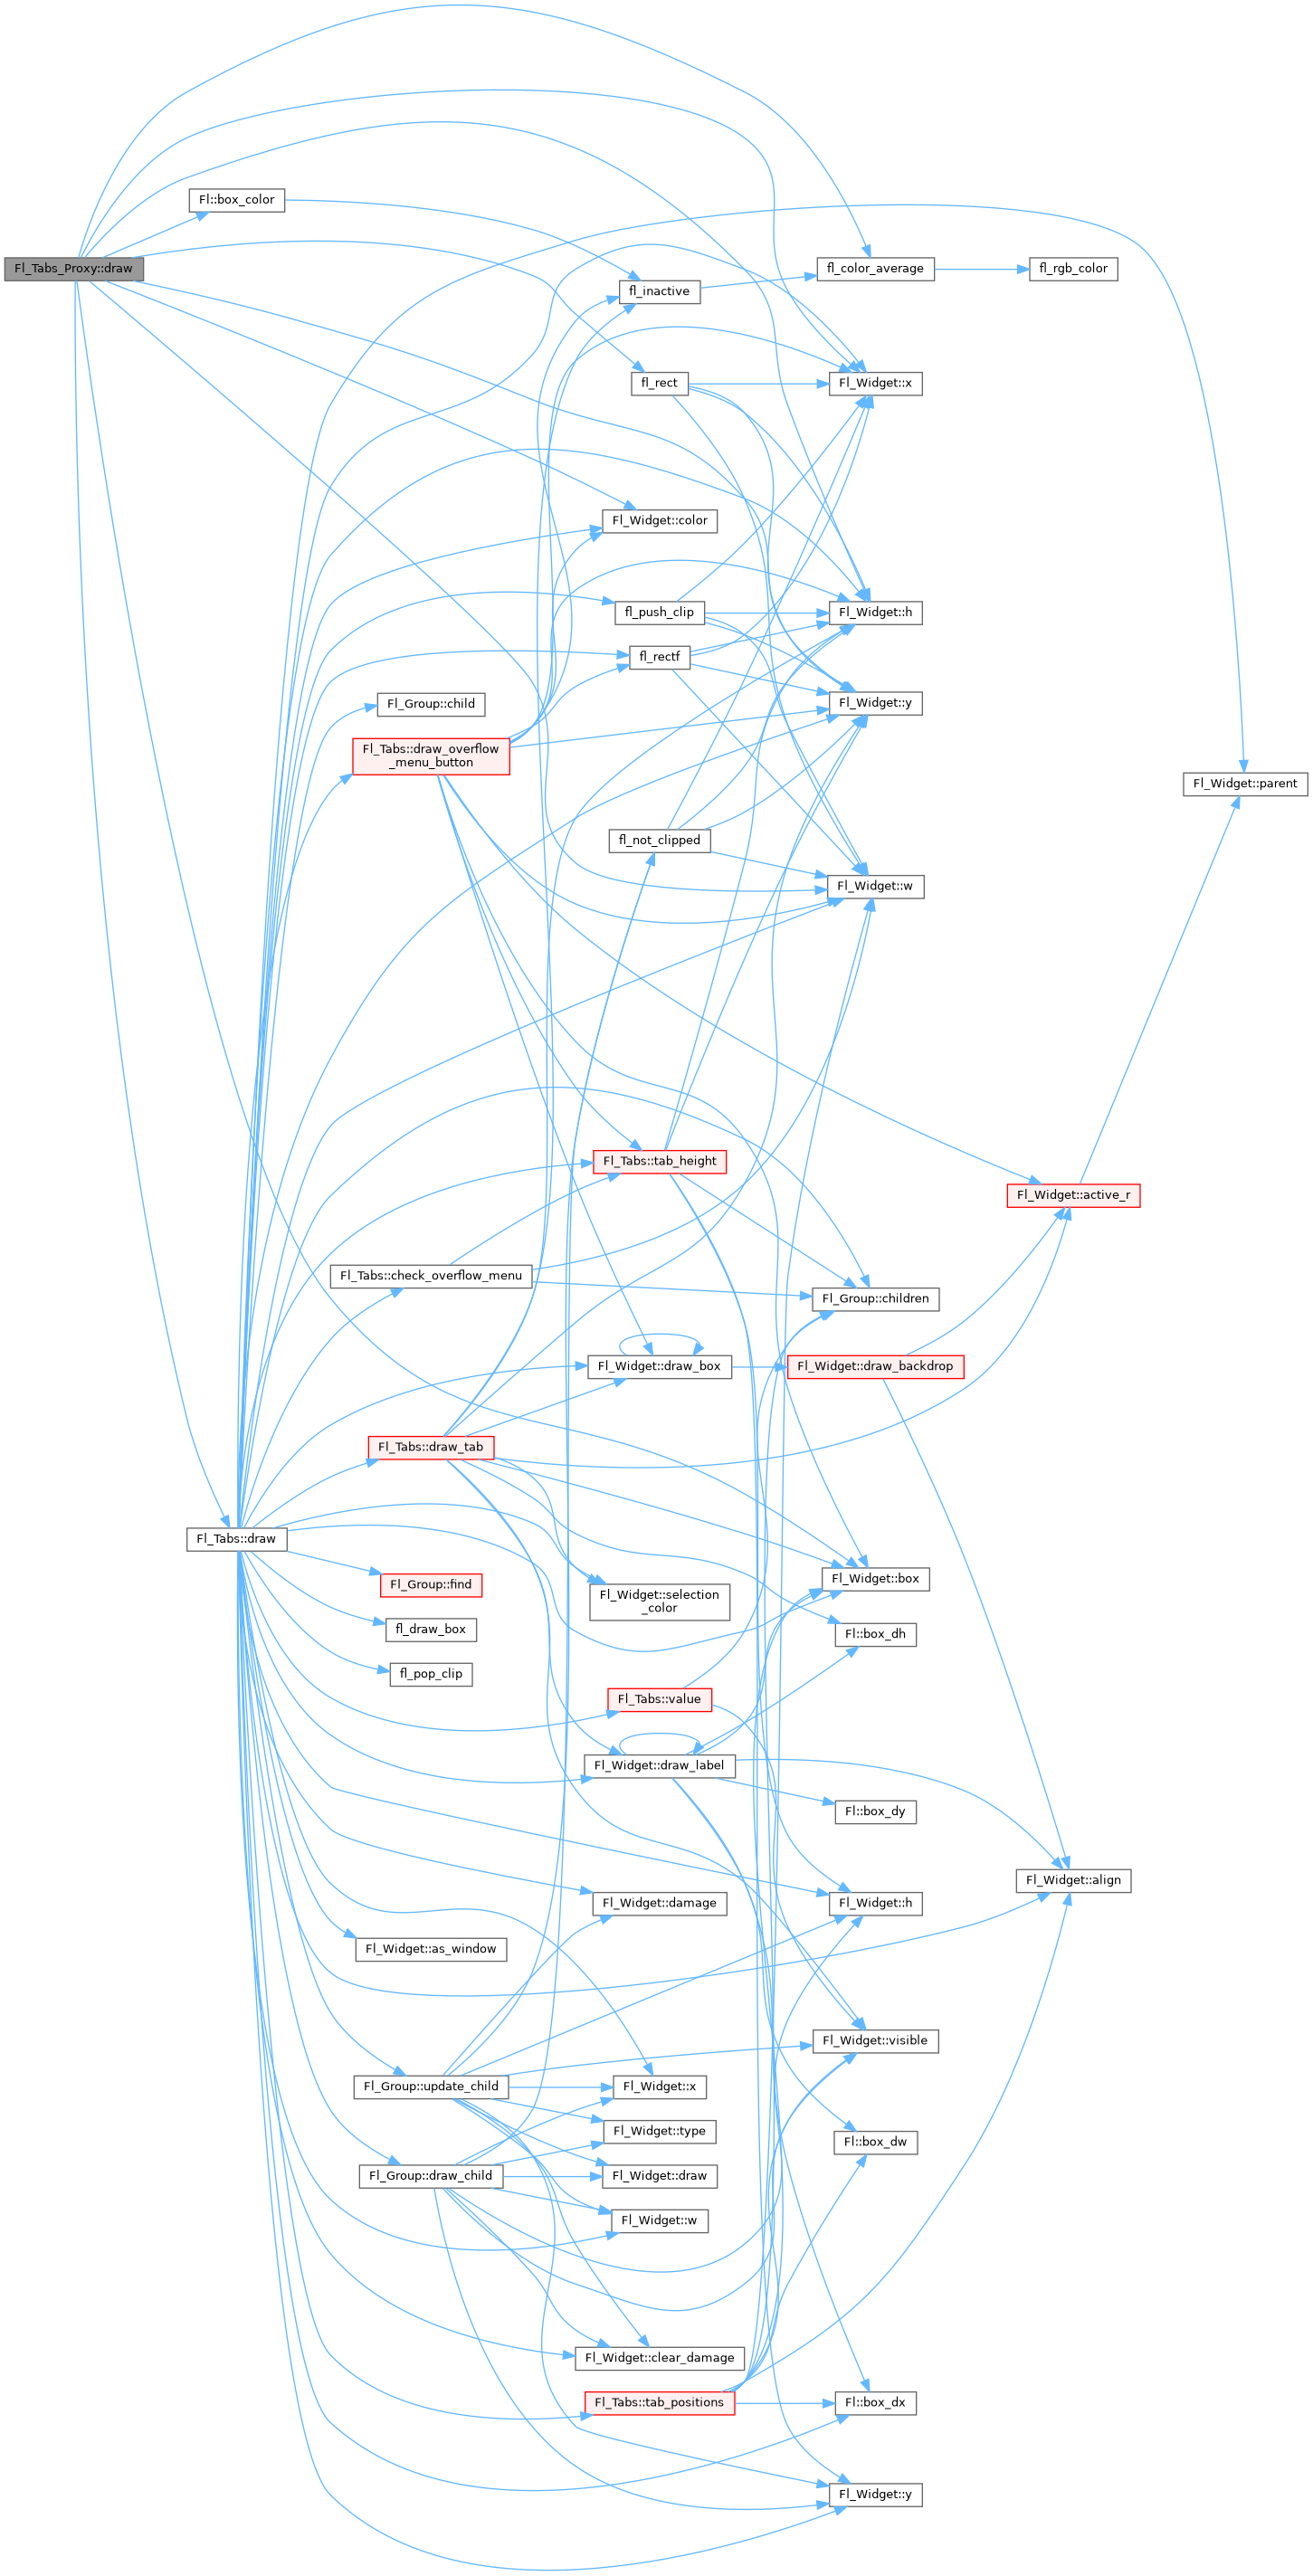 Fl_Tabs_Proxy::draw
Fl::box_color
fl_color_average
fl_rgb_color
fl_inactive
fl_rect
Fl_Widget::x
Fl_Widget::color
fl_push_clip
Fl_Widget::h
fl_rectf
Fl_Group::child
Fl_Widget::y
Fl_Tabs::draw_overflow
_menu_button
Fl_Widget::parent
fl_not_clipped
Fl_Widget::w
Fl_Tabs::tab_height
Fl_Widget::active_r
Fl_Tabs::check_overflow_menu
Fl_Group::children
Fl_Widget::draw_box
Fl_Widget::draw_backdrop
Fl_Tabs::draw_tab
Fl_Tabs::draw
Fl_Group::find
Fl_Widget::box
Fl_Widget::selection
_color
fl_draw_box
Fl::box_dh
fl_pop_clip
Fl_Tabs::value
Fl_Widget::draw_label
Fl::box_dy
Fl_Widget::align
Fl_Widget::damage
Fl_Widget::h
Fl_Widget::as_window
Fl_Widget::visible
Fl_Group::update_child
Fl_Widget::x
Fl_Widget::type
Fl::box_dw
Fl_Group::draw_child
Fl_Widget::draw
Fl_Widget::w
Fl_Widget::clear_damage
Fl_Tabs::tab_positions
Fl::box_dx
Fl_Widget::y